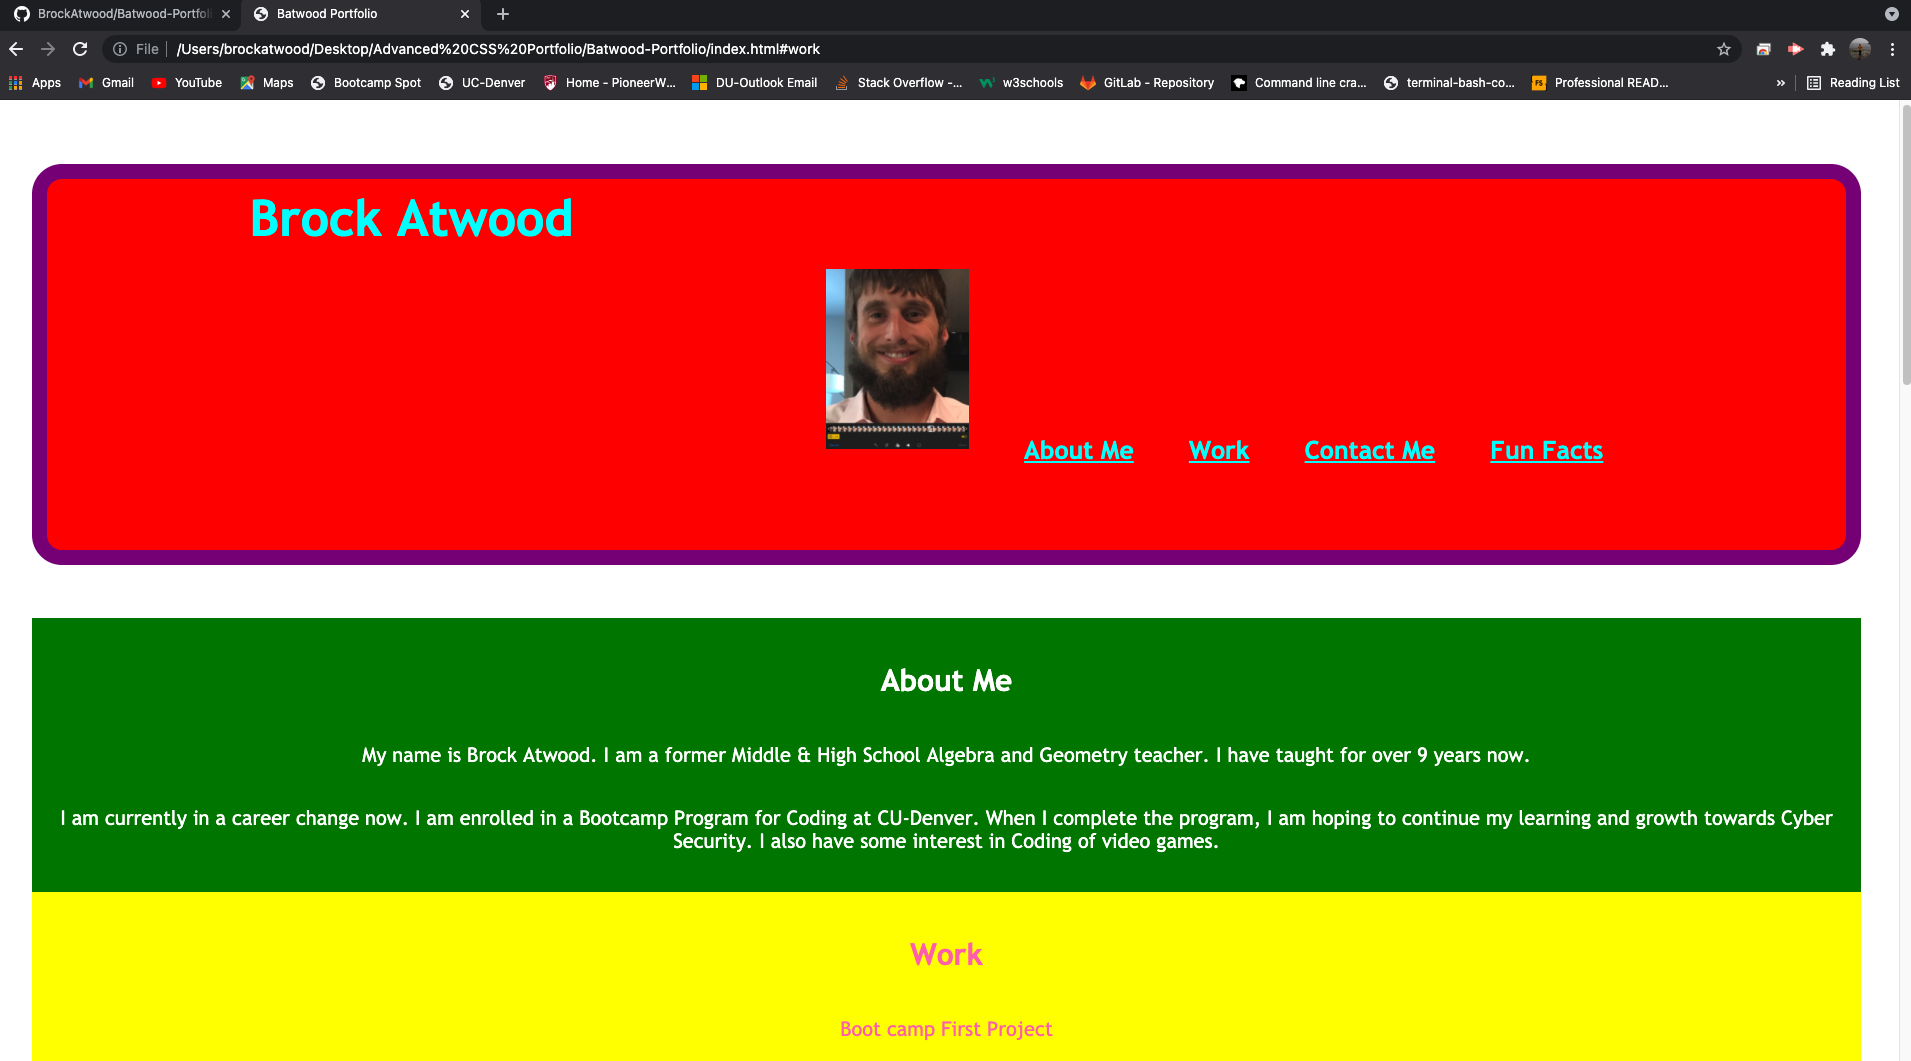 BrockAtwood/Batwood-Portfoli
Batwood Portfolio
File
/Users/brockatwood/Desktop/Advanced%20CSS%20Portfolio/Batwood-Portfolio/index.html#work
Apps Gmail YouTube Maps Bootcamp Spot UC-Denver Home - PioneerW... DU-Outlook Email Stack Overflow -... w3schools GitLab - Repository Command line cra... terminal-bash-co... FS Professional READ... » Reading List
Brock Atwood
About Me Work Contact Me Fun Facts
About Me
My name is Brock Atwood. I am a former Middle & High School Algebra and Geometry teacher. I have taught for over 9 years now.
I am currently in a career change now. I am enrolled in a Bootcamp Program for Coding at CU-Denver. When I complete the program, I am hoping to continue my learning and growth towards Cyber
Security. I also have some interest in Coding of video games.
Work
Boot camp First Project